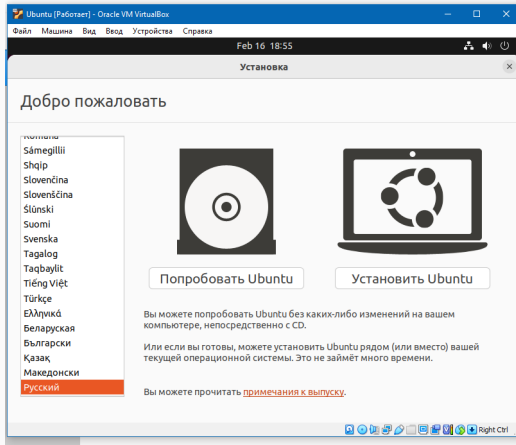 Ubuntu [Работает] - Oracle VM VirtualBox
Файл Машина Вид Ввод Устройства Справка
Feb 16 18:55
Установка
Добро пожаловать
Română
Sámegillii
Shqip
Slovenčina
Slovenščina
Ślůnski
Suomi
Svenska
Tagalog
Taqbaylit
Tiếng Việt
Türkçe
Ελληνικά
Беларуская
Български
Қазақ
Македонски
Русский
Попробовать Ubuntu
Установить Ubuntu
Вы можете попробовать Ubuntu без каких-либо изменений на вашем
компьютере, непосредственно с CD.
Или если вы готовы, можете установить Ubuntu рядом (или вместо) вашей
текущей операционной системы. Это не займёт много времени.
Вы можете прочитать примечания к выпуску.
Right Ctrl